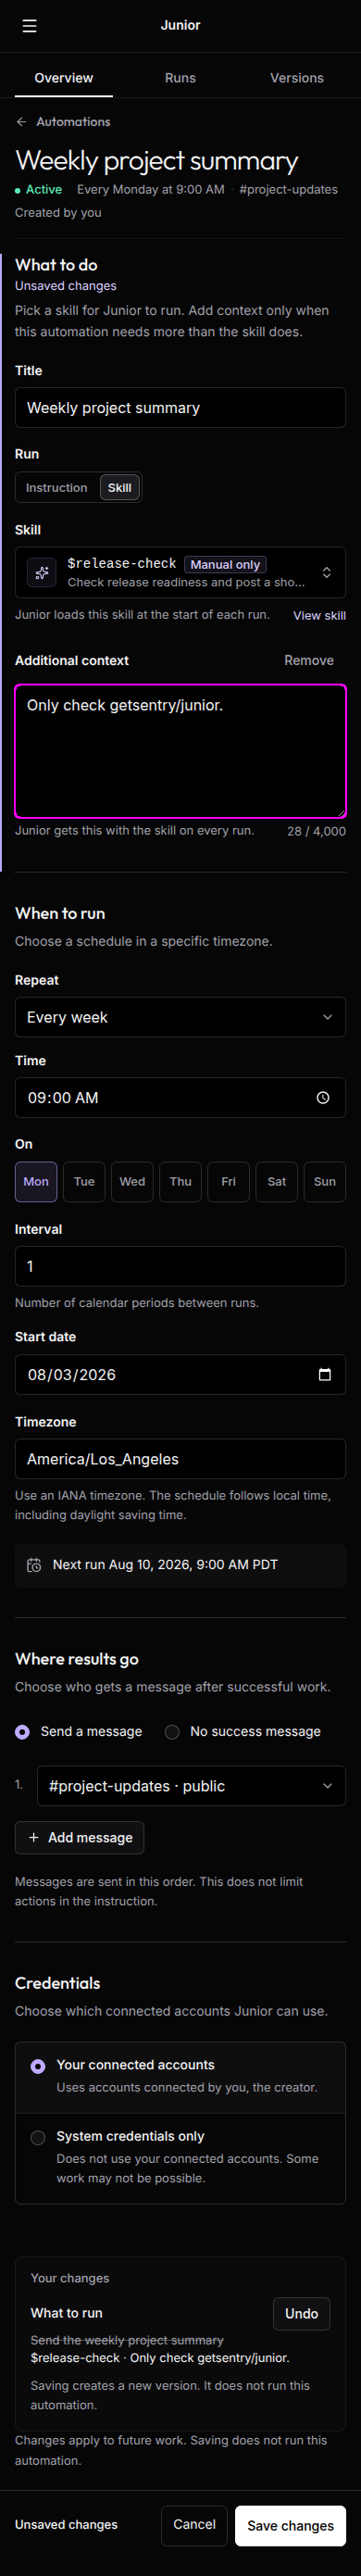 Junior
Overview Runs Versions
Automations
Weekly project summary
Active Every Monday at 9:00 AM · #project-updates
Created by you
What to do
Unsaved changes
Pick a skill for Junior to run. Add context only when
this automation needs more than the skill does.
Title
Weekly project summary
Run
Instruction Skill
Skill
$release-check Manual only
Check release readiness and post a sho...
Junior loads this skill at the start of each run. View skill
Additional context Remove
Only check getsentry/junior.
Junior gets this with the skill on every run. 28 / 4,000
When to run
Choose a schedule in a specific timezone.
Repeat
Every week
Time
09:00 AM
On
Mon Tue Wed Thu Fri Sat Sun
Interval
1
Number of calendar periods between runs.
Start date
08/03/2026
Timezone
America/Los_Angeles
Use an IANA timezone. The schedule follows local time,
including daylight saving time.
Next run Aug 10, 2026, 9:00 AM PDT
Where results go
Choose who gets a message after successful work.
Send a message No success message
1. #project-updates · public
Add message
Messages are sent in this order. This does not limit
actions in the instruction.
Credentials
Choose which connected accounts Junior can use.
Your connected accounts
Uses accounts connected by you, the creator.
System credentials only
Does not use your connected accounts. Some
work may not be possible.
Your changes
What to run Undo
Send the weekly project summary
$release-check · Only check getsentry/junior.
Saving creates a new version. It does not run this
automation.
Changes apply to future work. Saving does not run this
automation.
Unsaved changes Cancel Save changes